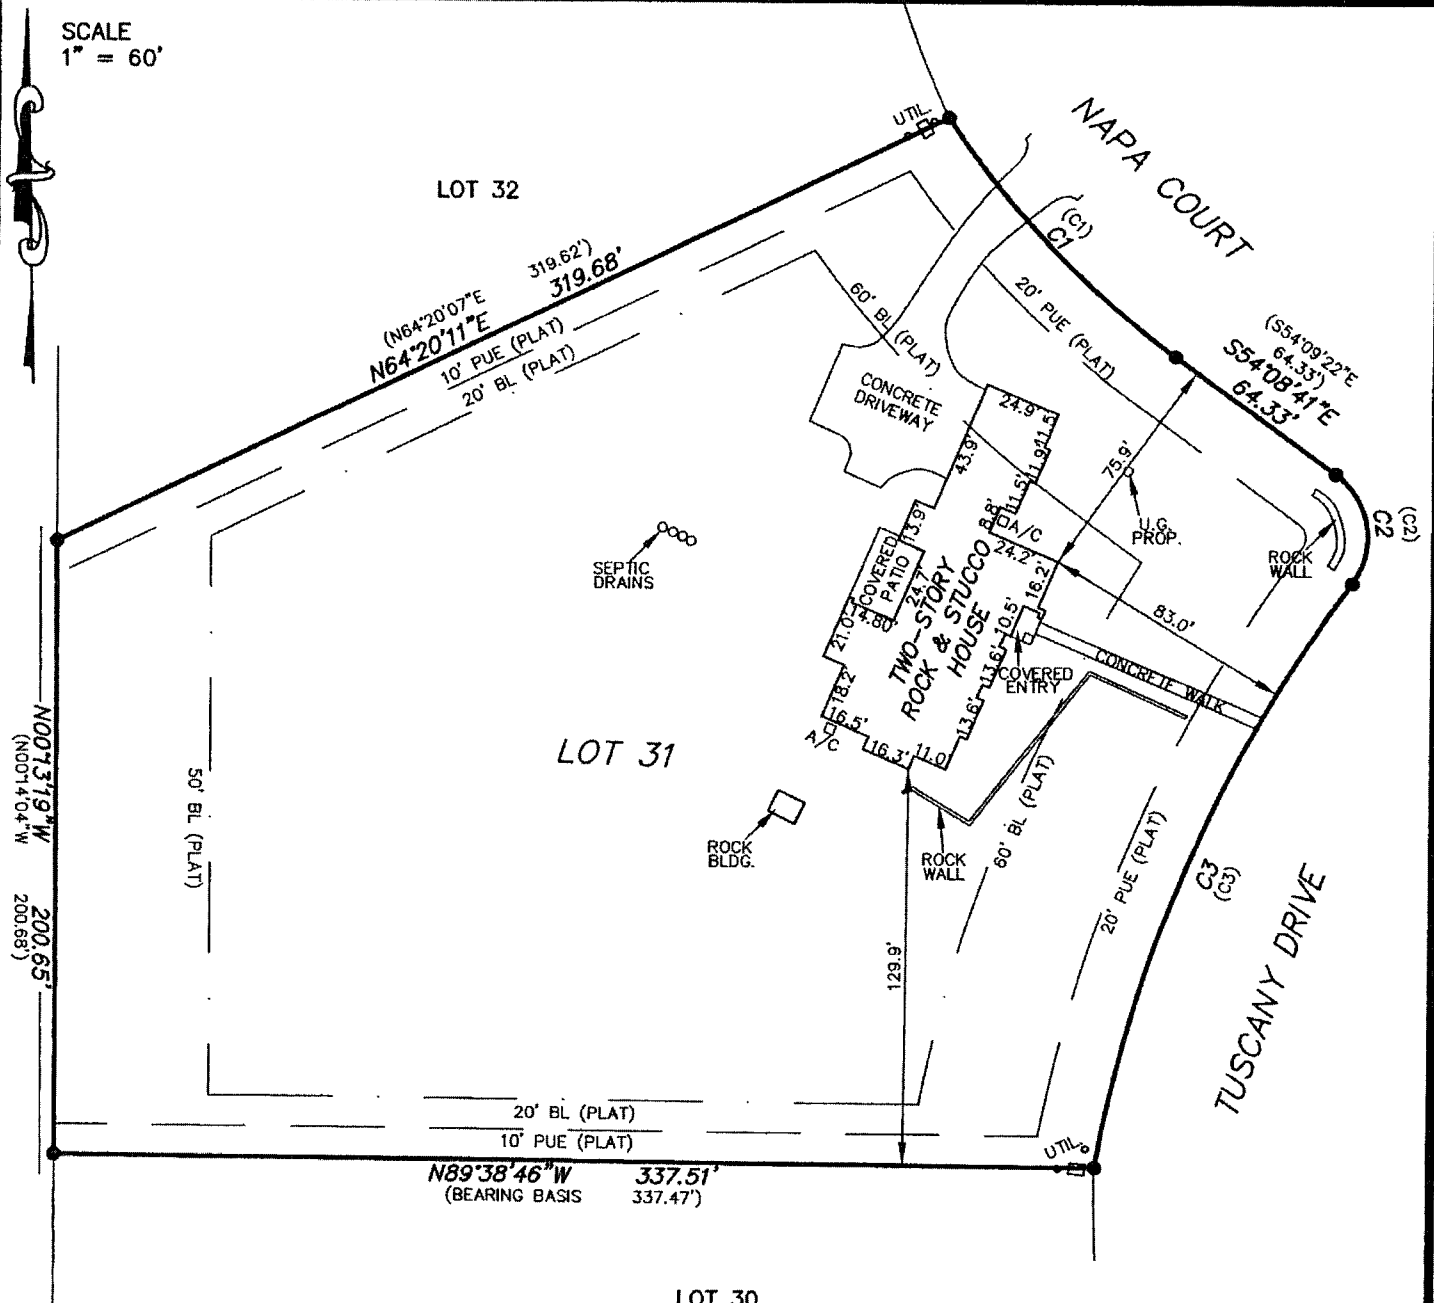 SCALE
1" = 60'
LOT 32
UTIL.
NAPA COURT
(C1)
C1
319.62')
319.68'
(N64°20'07"E
N64°20'11"E
10' PUE (PLAT)
20' BL (PLAT)
60' BL (PLAT)
20' PUE (PLAT)
(S54°09'22"E
64.33')
S54°08'41"E
64.33'
CONCRETE
DRIVEWAY
24.9'
11.5'
11.9'
43.9'
11.5'
8.8'
A/C
13.9'
24.2'
75.9'
U.G.
PROP.
(C2)
C2
ROCK
WALL
SEPTIC
DRAINS
COVERED
PATIO
24.7'
14.80'
16.2'
10.5'
83.0'
TWO-STORY
ROCK & STUCCO
HOUSE
21.0'
18.2'
13.6'
13.6'
COVERED
ENTRY
CONCRETE WALK
16.5'
A/C
16.3'
11.0'
LOT 31
ROCK
BLDG.
ROCK
WALL
60' BL (PLAT)
20' PUE (PLAT)
C3
(C3)
TUSCANY DRIVE
50' BL (PLAT)
N00°13'19"W 200.65'
(N00°14'04"W 200.68')
129.9'
20' BL (PLAT)
10' PUE (PLAT)
UTIL.
N89°38'46"W 337.51'
(BEARING BASIS 337.47')
LOT 30